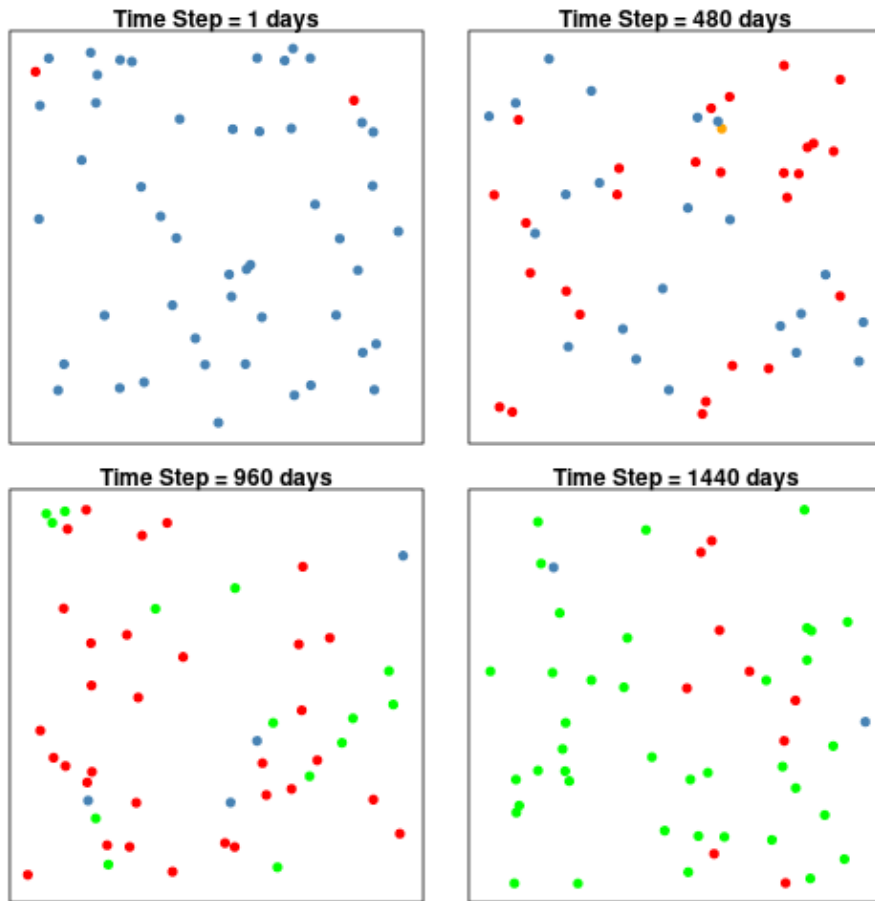 Time Step = 1 days
Time Step = 480 days
Time Step = 960 days
Time Step = 1440 days